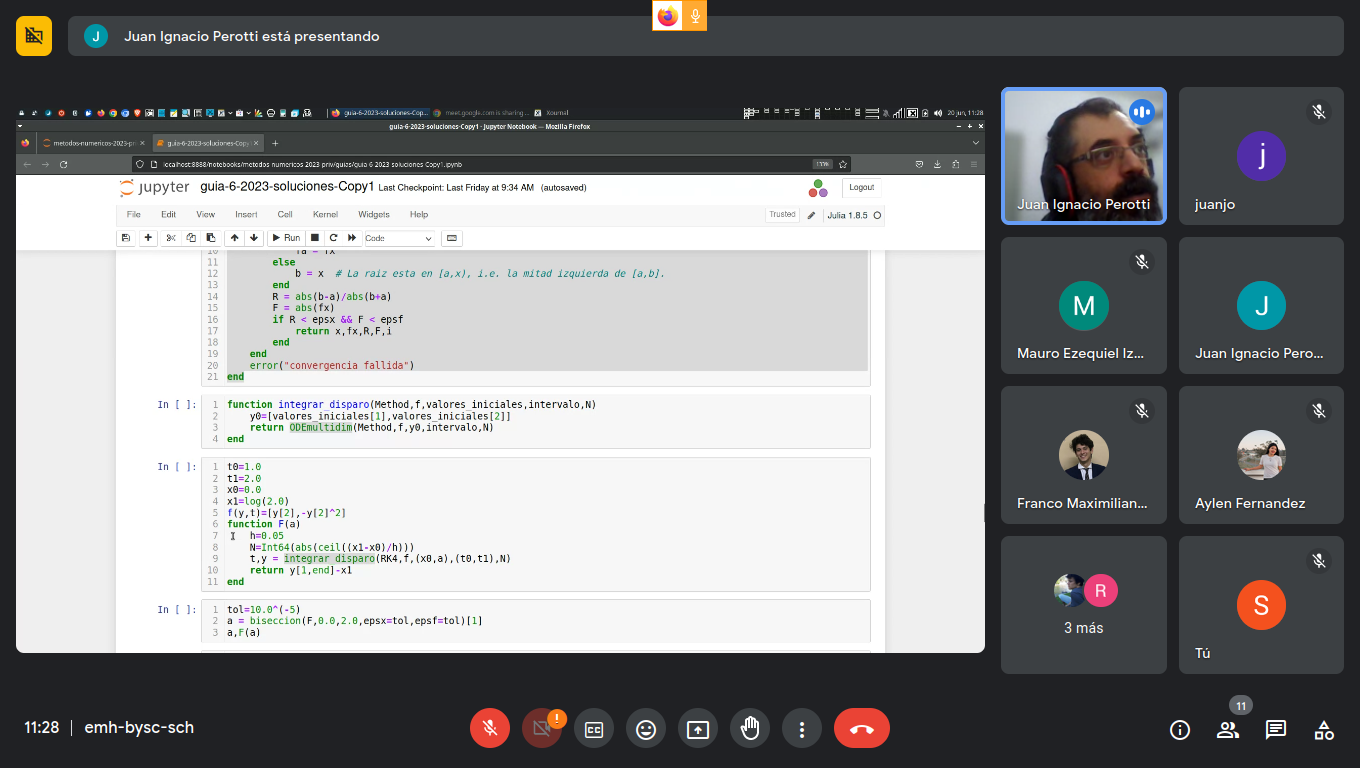 J Juan Ignacio Perotti está presentando
guia-6-2023-soluciones-Cop...
meet.google.com is sharing ...
Xournal
20 jun, 11:28
guia-6-2023-soluciones-Copy1 - Jupyter Notebook — Mozilla Firefox
metodos-numericos-2023-pri
guia-6-2023-soluciones-Copy
localhost:8888/notebooks/metodos numericos 2023 priv/guias/guia 6 2023 soluciones Copy1.ipynb
133%
jupyter guia-6-2023-soluciones-Copy1 Last Checkpoint: Last Friday at 9:34 AM (autosaved)
Logout
File Edit View Insert Cell Kernel Widgets Help
Trusted
Julia 1.8.5
Run
Code
10 fa = fx
11 else
12 b = x # La raiz esta en [a,x), i.e. la mitad izquierda de [a,b].
13 end
14 R = abs(b-a)/abs(b+a)
15 F = abs(fx)
16 if R < epsx && F < epsf
17 return x,fx,R,F,i
18 end
19 end
20 error("convergencia fallida")
21 end
In [ ]: 1 function integrar_disparo(Method,f,valores_iniciales,intervalo,N)
2 y0=[valores_iniciales[1],valores_iniciales[2]]
3 return ODEmultidim(Method,f,y0,intervalo,N)
4 end
In [ ]: 1 t0=1.0
2 t1=2.0
3 x0=0.0
4 x1=log(2.0)
5 f(y,t)=[y[2],-y[2]^2]
6 function F(a)
7 h=0.05
8 N=Int64(abs(ceil((x1-x0)/h)))
9 t,y = integrar_disparo(RK4,f,(x0,a),(t0,t1),N)
10 return y[1,end]-x1
11 end
In [ ]: 1 tol=10.0^(-5)
2 a = biseccion(F,0.0,2.0,epsx=tol,epsf=tol)[1]
3 a,F(a)
Juan Ignacio Perotti
j
juanjo
M
Mauro Ezequiel Iz...
J
Juan Ignacio Pero...
Franco Maximilian...
Aylen Fernandez
R
3 más
S
Tú
11:28 | emh-bysc-sch
!
11